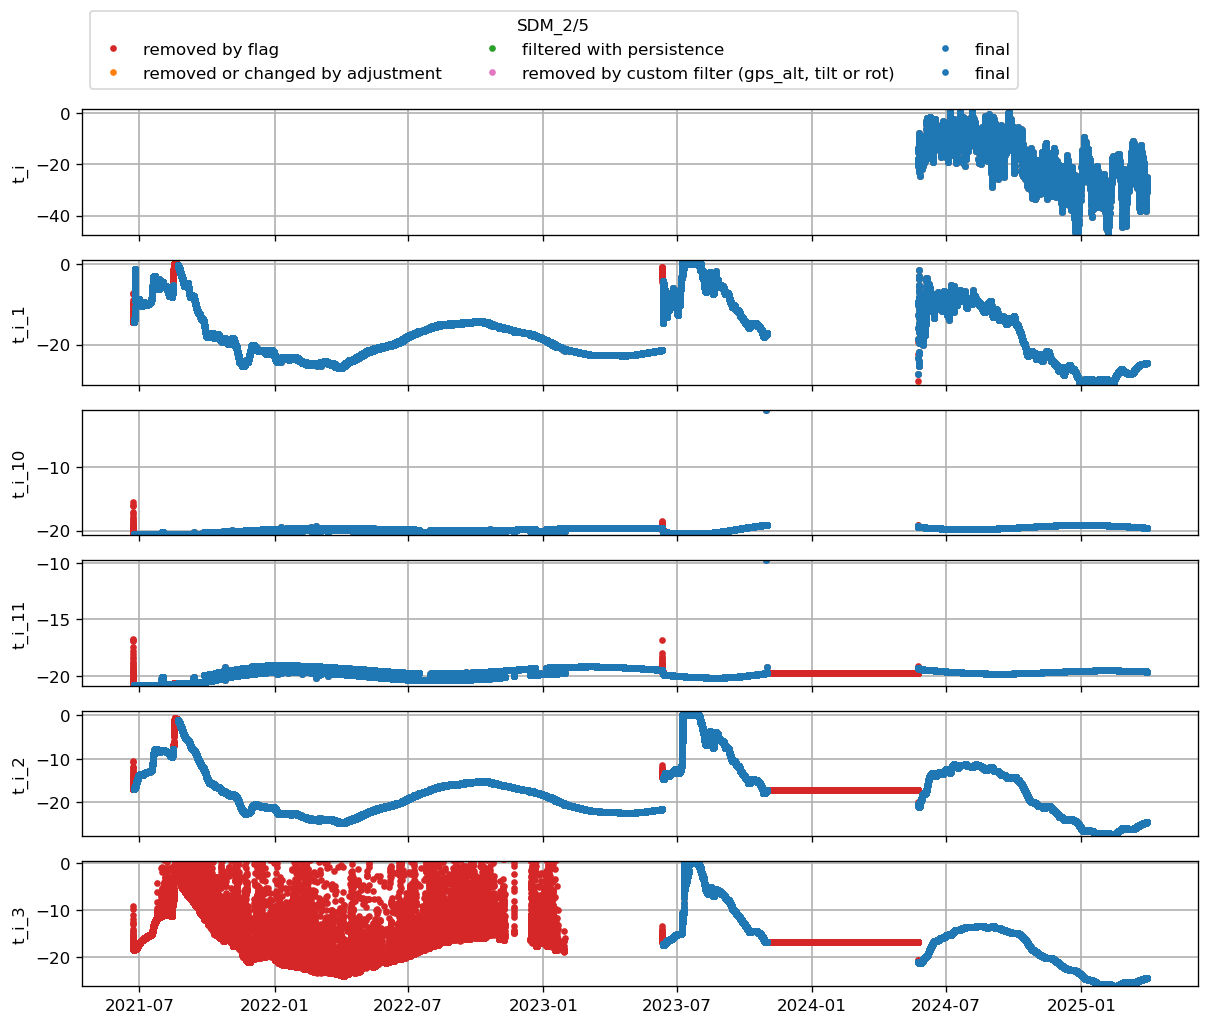 SDM_2/5
removed by flag
removed or changed by adjustment
filtered with persistence
removed by custom filter (gps_alt, tilt or rot)
final
final
t_i
0
−20
−40
t_i_1
0
−20
t_i_10
−10
−20
t_i_11
−10
−15
−20
t_i_2
0
−10
−20
t_i_3
0
−10
−20
2021-07 2022-01 2022-07 2023-01 2023-07 2024-01 2024-07 2025-01